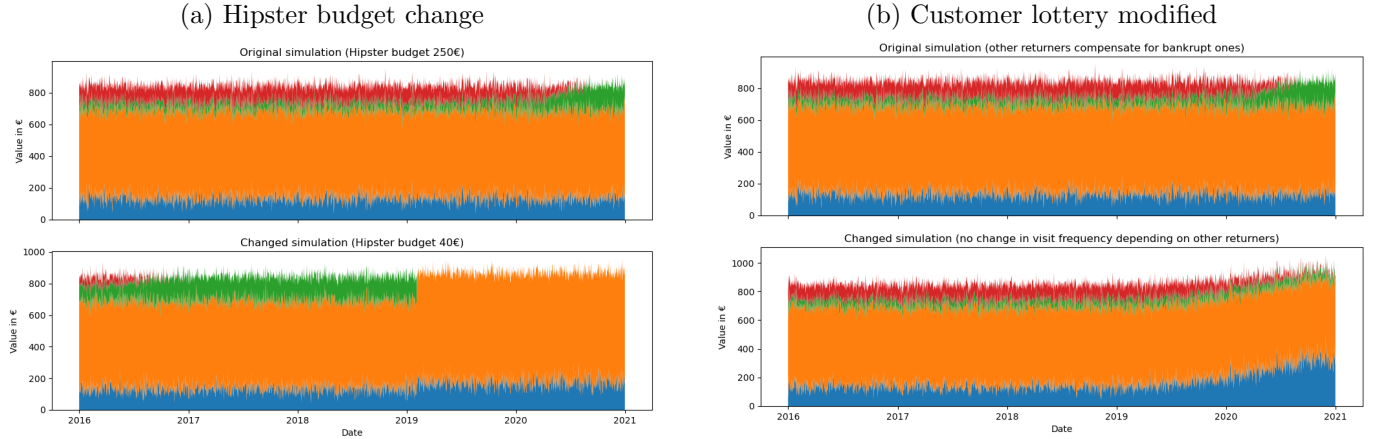 (a) Hipster budget change
Original simulation (Hipster budget 250€)
Value in €
800
600
400
200
0
Changed simulation (Hipster budget 40€)
Value in €
1000
800
600
400
200
0
2016 2017 2018 2019 2020 2021
Date
(b) Customer lottery modified
Original simulation (other returners compensate for bankrupt ones)
Value in €
800
600
400
200
0
Changed simulation (no change in visit frequency depending on other returners)
Value in €
1000
800
600
400
200
0
2016 2017 2018 2019 2020 2021
Date